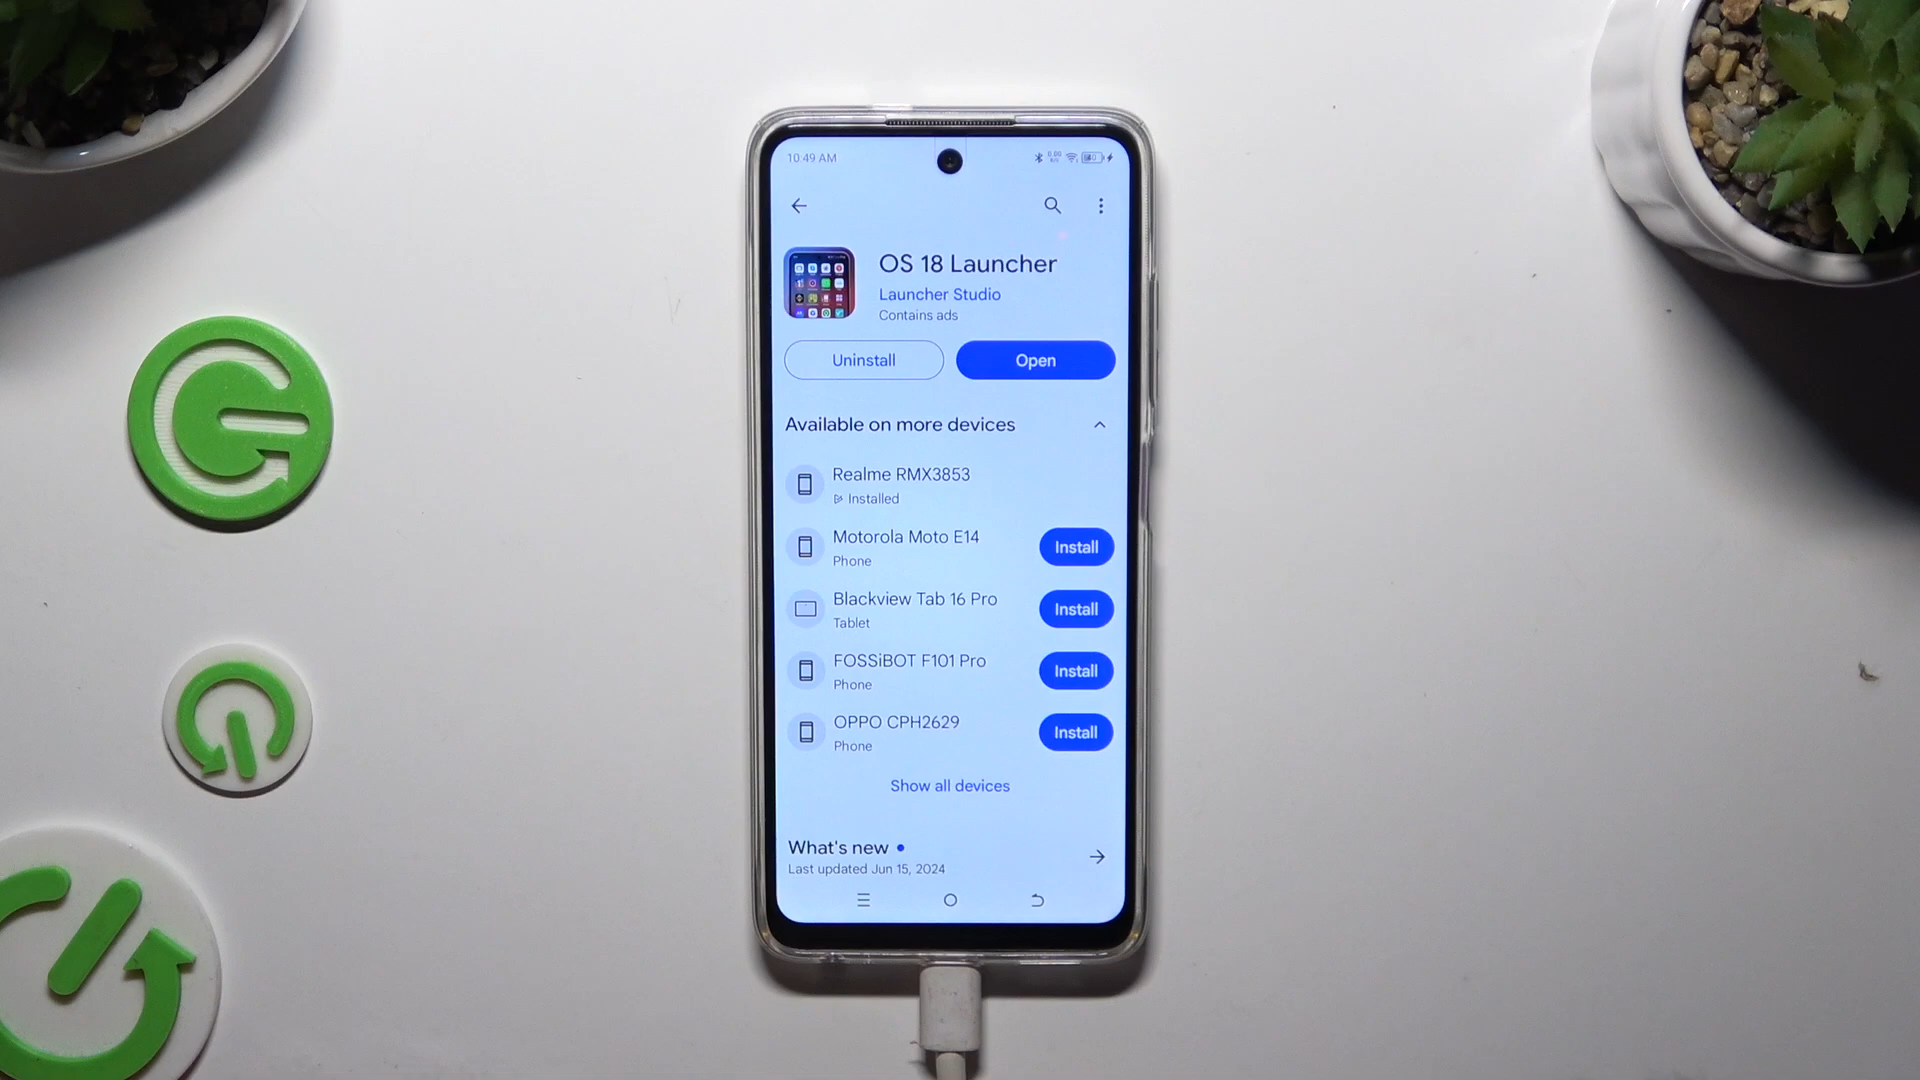 10:49 AM
OS 18 Launcher
Launcher Studio
Contains ads
Uninstall
Open
Available on more devices
Realme RMX3853
Installed
Motorola Moto E14
Phone
Install
Blackview Tab 16 Pro
Tablet
Install
FOSSiBOT F101 Pro
Phone
Install
OPPO CPH2629
Phone
Install
Show all devices
What's new
Last updated Jun 15, 2024